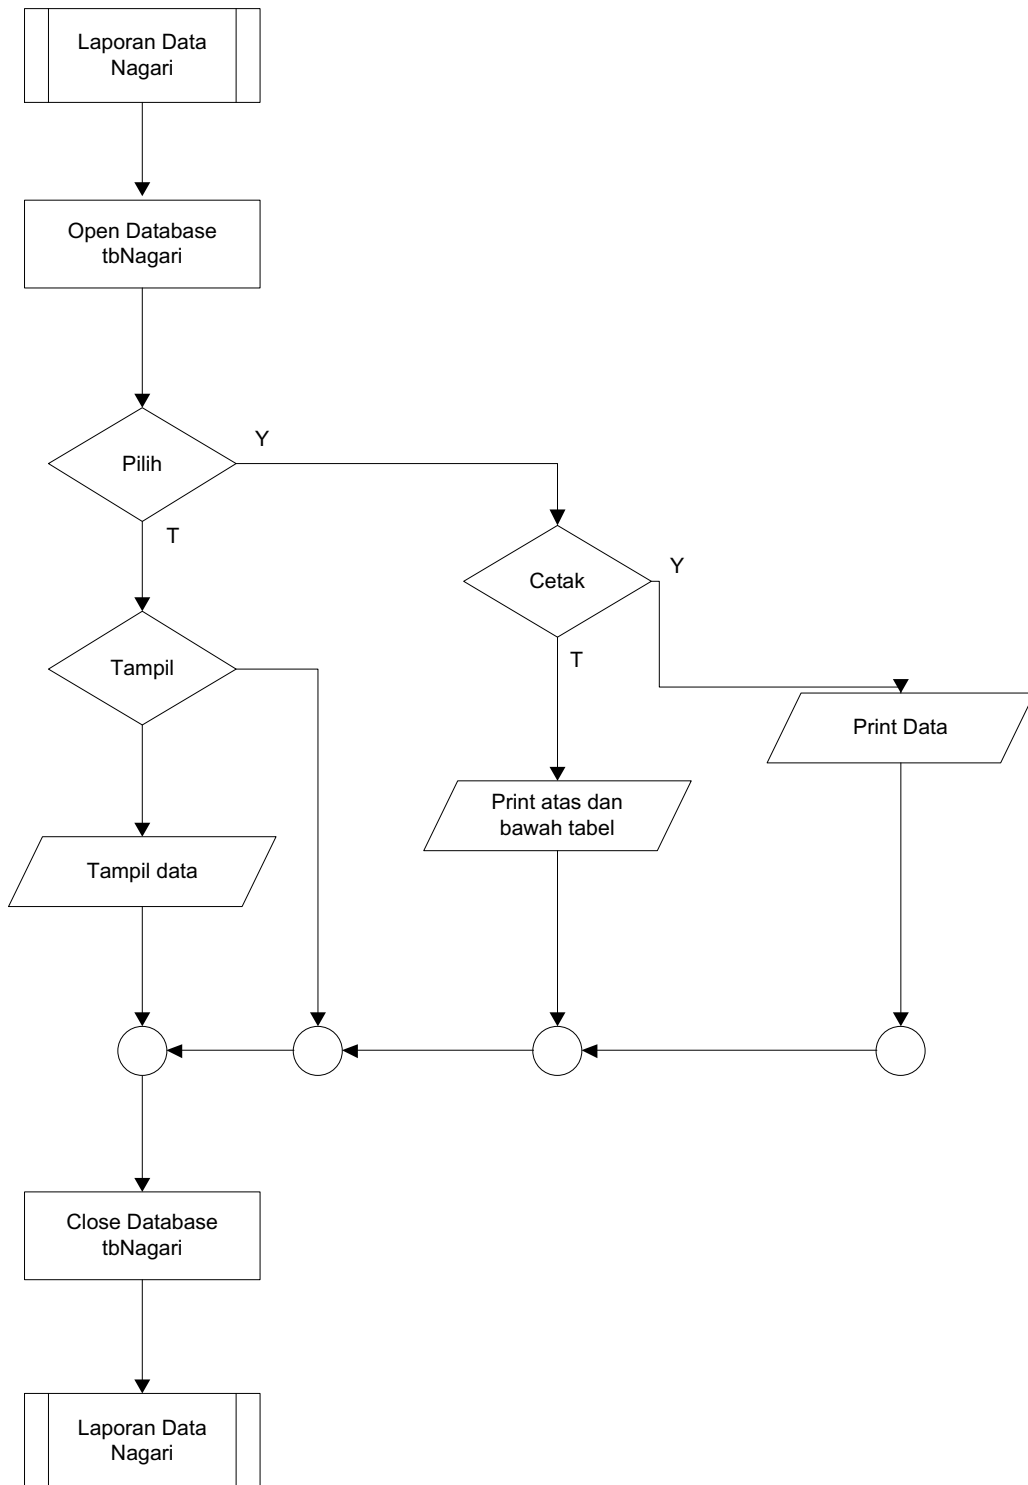 Laporan Data
Nagari
Open Database
tbNagari
Pilih
Y
T
Cetak
Y
T
Tampil
Print Data
Print atas dan
bawah tabel
Tampil data
Close Database
tbNagari
Laporan Data
Nagari